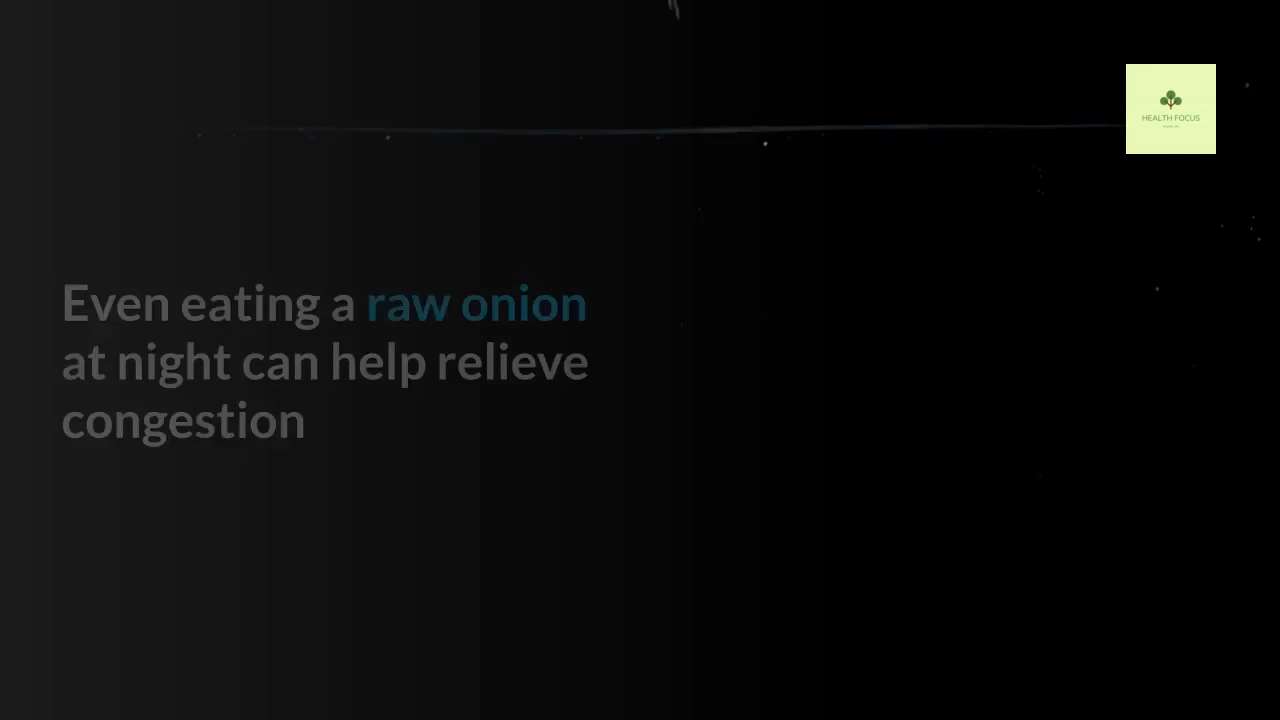 HEALTH FOCUS
Even eating a raw onion
at night can help relieve
congestion